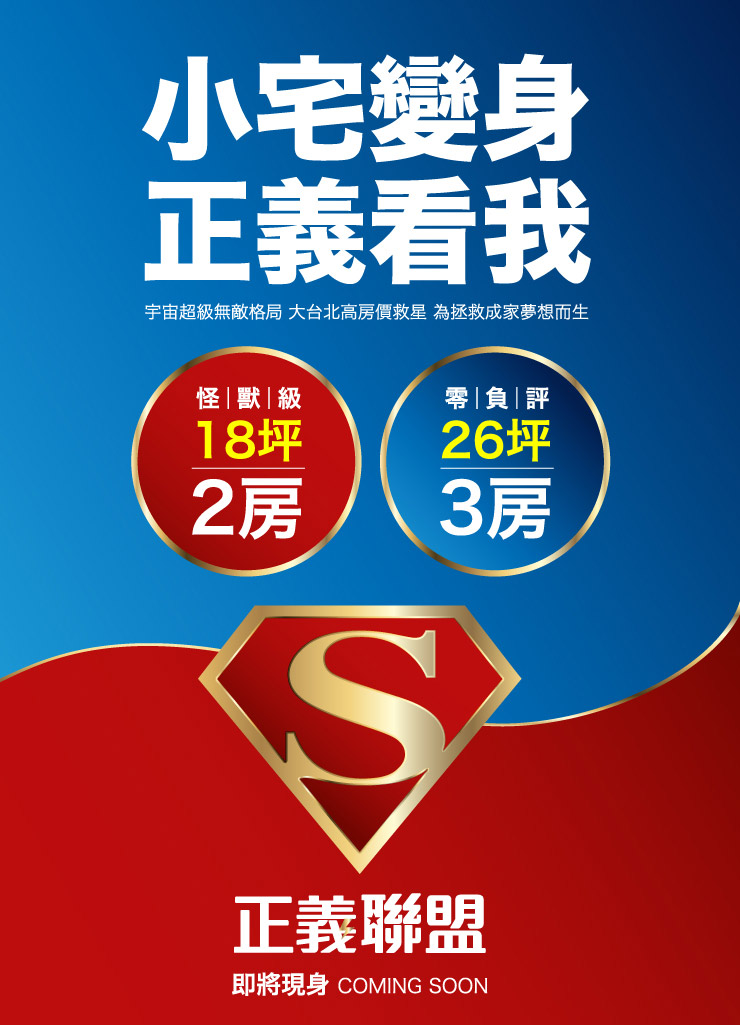 小宅變身
正義看我
宇宙超級無敵格局 大台北高房價救星 為拯救成家夢想而生
怪|獸|級
18坪
2房
零|負|評
26坪
3房
S
正義聯盟
即將現身 COMING SOON